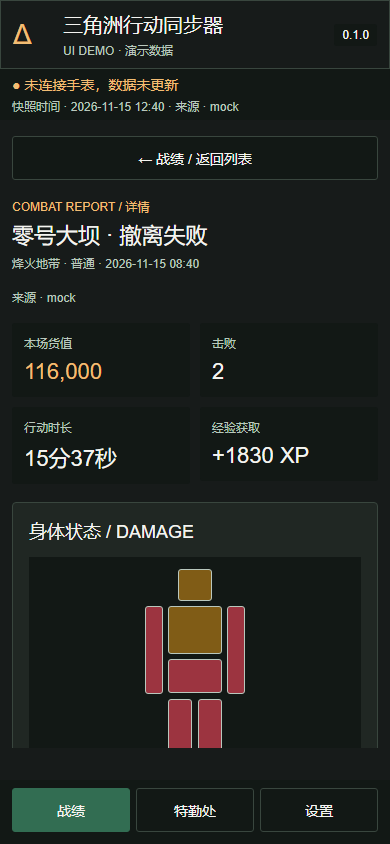 Δ
三角洲行动同步器
UI DEMO · 演示数据
0.1.0
● 未连接手表，数据未更新
快照时间 · 2026-11-15 12:40 · 来源 · mock
← 战绩 / 返回列表
COMBAT REPORT / 详情
零号大坝 · 撤离失败
烽火地带 · 普通 · 2026-11-15 08:40
来源 · mock
本场货值
116,000
击败
2
行动时长
15分37秒
经验获取
+1830 XP
身体状态 / DAMAGE
战绩
特勤处
设置